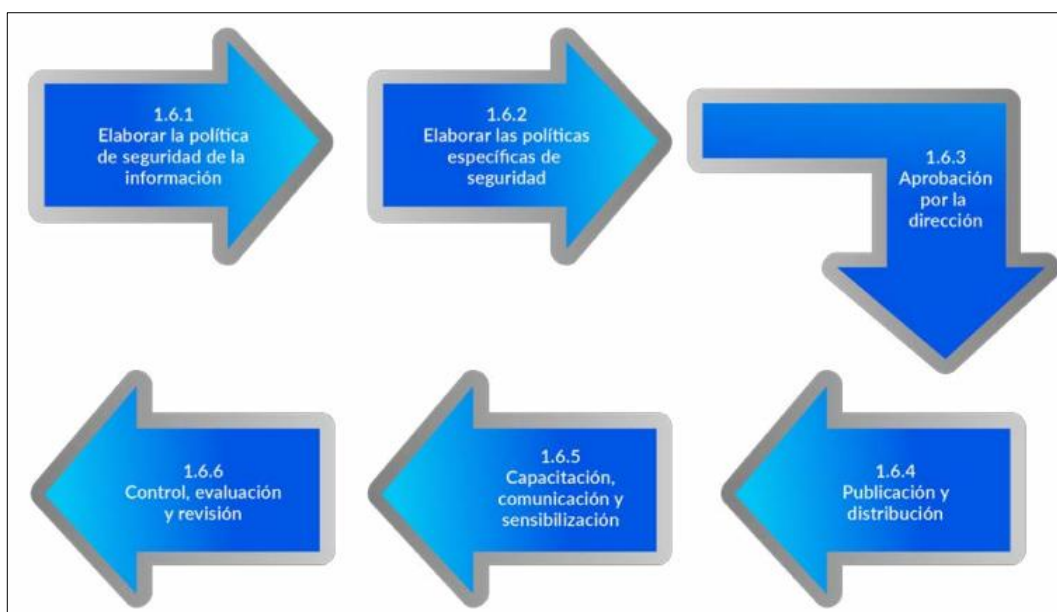 1.6.1
Elaborar la política
de seguridad de la
información
1.6.2
Elaborar las políticas
específicas de
seguridad
1.6.3
Aprobación
por la
dirección
1.6.4
Publicación y
distribución
1.6.5
Capacitación,
comunicación y
sensibilización
1.6.6
Control, evaluación
y revisión